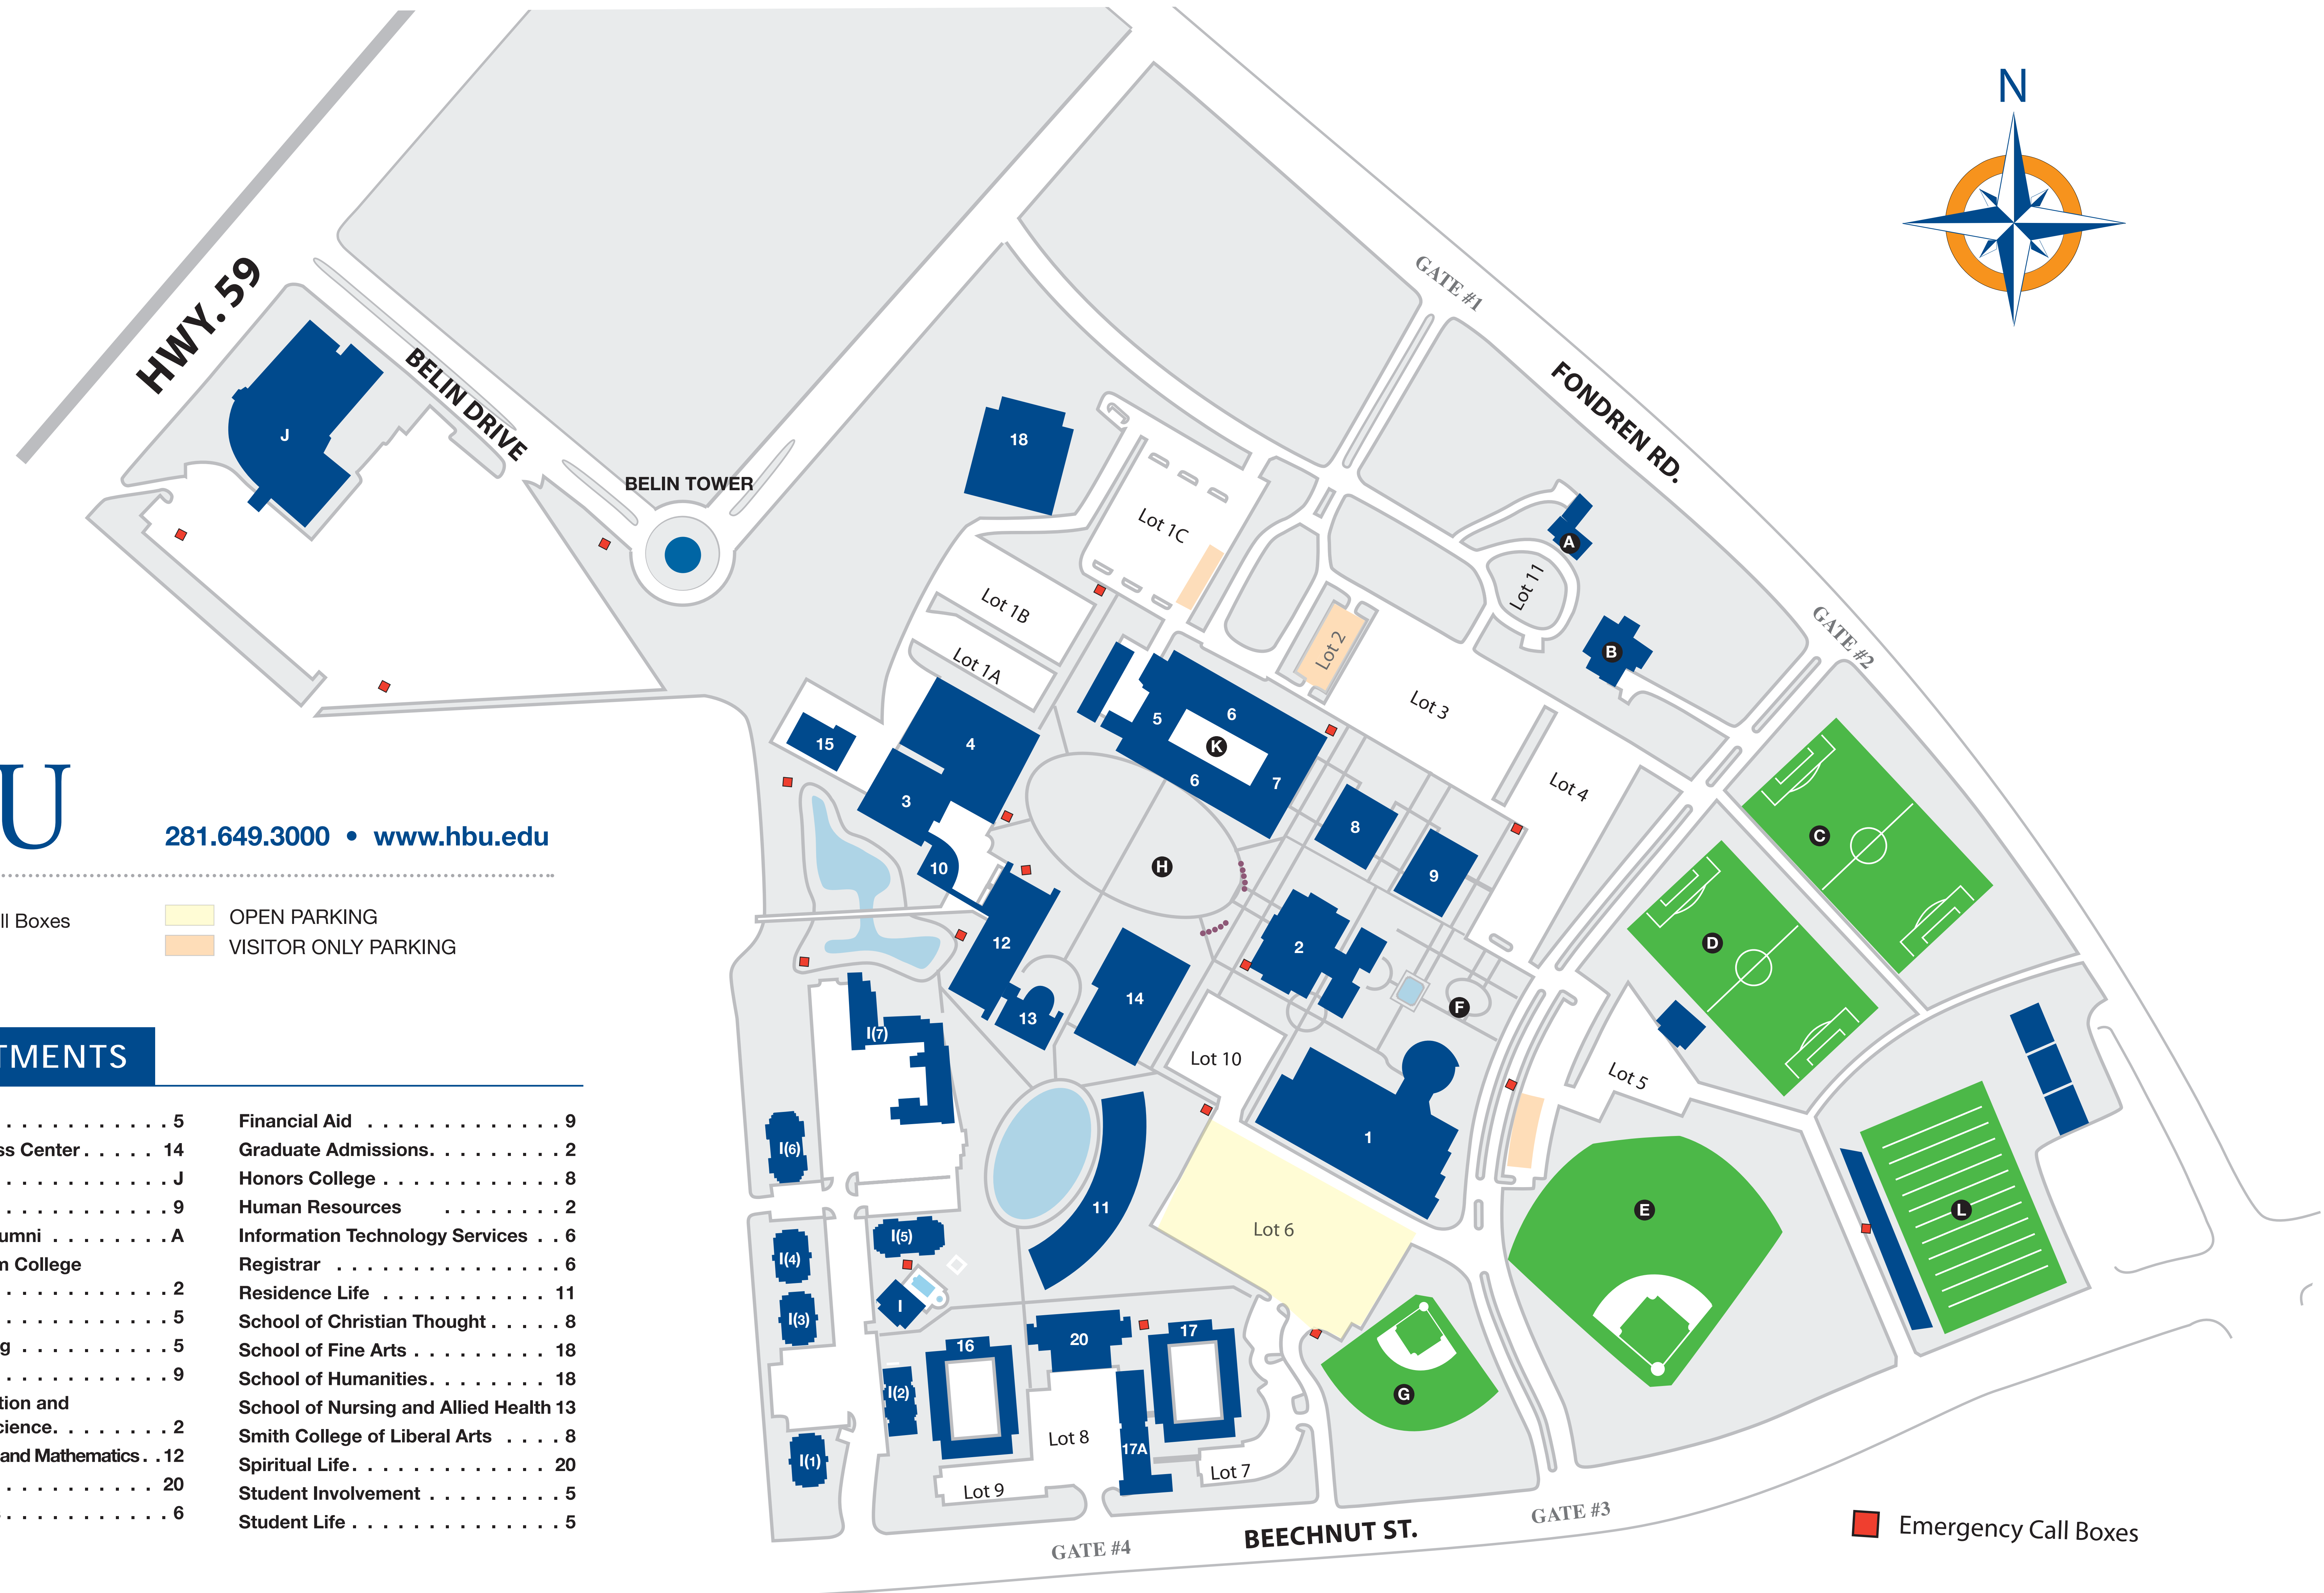 N
GATE #1
HWY. 59
BELIN DRIVE
FONDREN RD.
18
J
BELIN TOWER
Lot 1C
A
Lot 11
Lot 1B
GATE #2
Lot 2
B
Lot 1A
Lot 3
5
6
15
4
K
6
7
Lot 4
3
8
C
U
281.649.3000 • www.hbu.edu
10
H
9
ll Boxes
OPEN PARKING
VISITOR ONLY PARKING
12
2
D
14
13
F
I(7)
Lot 10
Lot 5
TMENTS
1
I(6)
11
E
L
Lot 6
I(5)
I(4)
I
I(3)
20
17
16
I(2)
G
Lot 8
17A
I(1)
Lot 7
Lot 9
. . . . . . . . . . . 5
ss Center . . . . . 14
. . . . . . . . . . . J
. . . . . . . . . . . 9
umni . . . . . . . . A
m College
. . . . . . . . . . . 2
. . . . . . . . . . . 5
g . . . . . . . . . . 5
. . . . . . . . . . . 9
tion and
cience. . . . . . . . 2
and Mathematics . . 12
. . . . . . . . . . . 20
. . . . . . . . . . . 6
Financial Aid . . . . . . . . . . . . . 9
Graduate Admissions. . . . . . . . . 2
Honors College . . . . . . . . . . . . 8
Human Resources . . . . . . . . 2
Information Technology Services . . 6
Registrar . . . . . . . . . . . . . . . 6
Residence Life . . . . . . . . . . . 11
School of Christian Thought . . . . . 8
School of Fine Arts . . . . . . . . . 18
School of Humanities. . . . . . . . 18
School of Nursing and Allied Health 13
Smith College of Liberal Arts . . . . 8
Spiritual Life. . . . . . . . . . . . . 20
Student Involvement . . . . . . . . . 5
Student Life . . . . . . . . . . . . . . 5
GATE #4
BEECHNUT ST.
GATE #3
Emergency Call Boxes